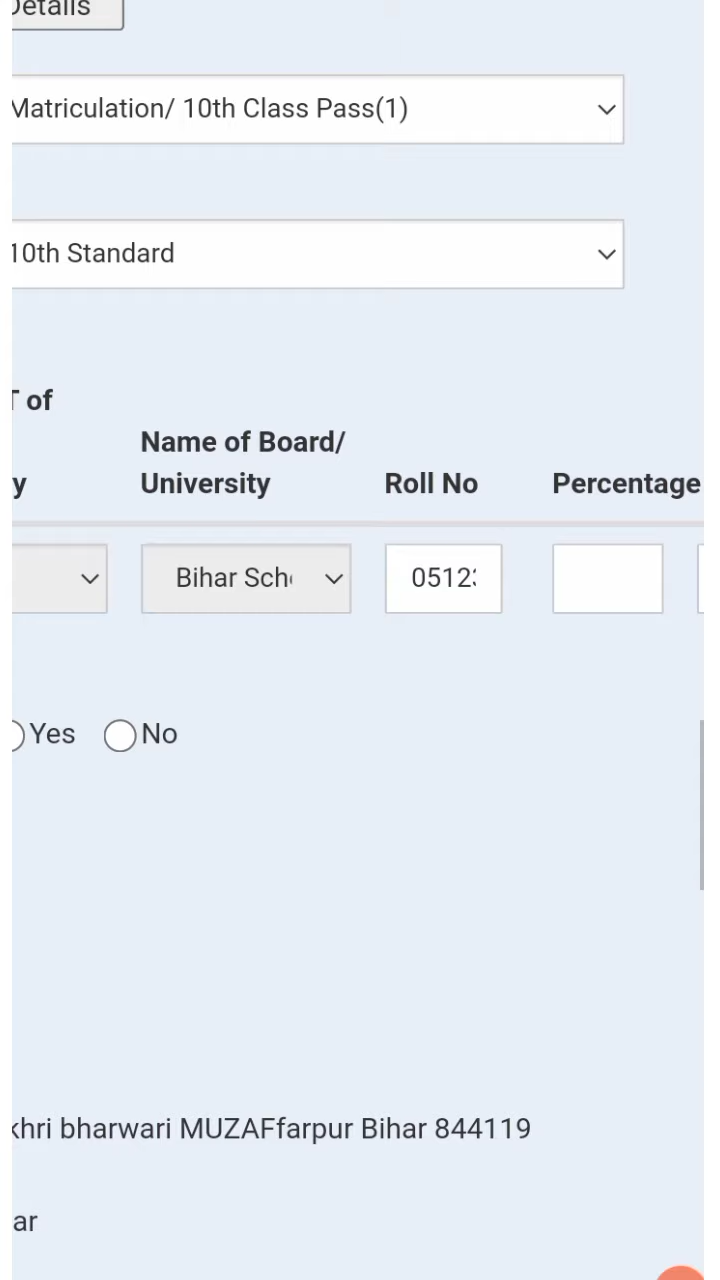 Details
Matriculation/ 10th Class Pass(1)
10th Standard
of
Name of Board/
University
Roll No
Percentage
y
Bihar Sch
0512
Yes
No
khri bharwari MUZAFfarpur Bihar 844119
ar